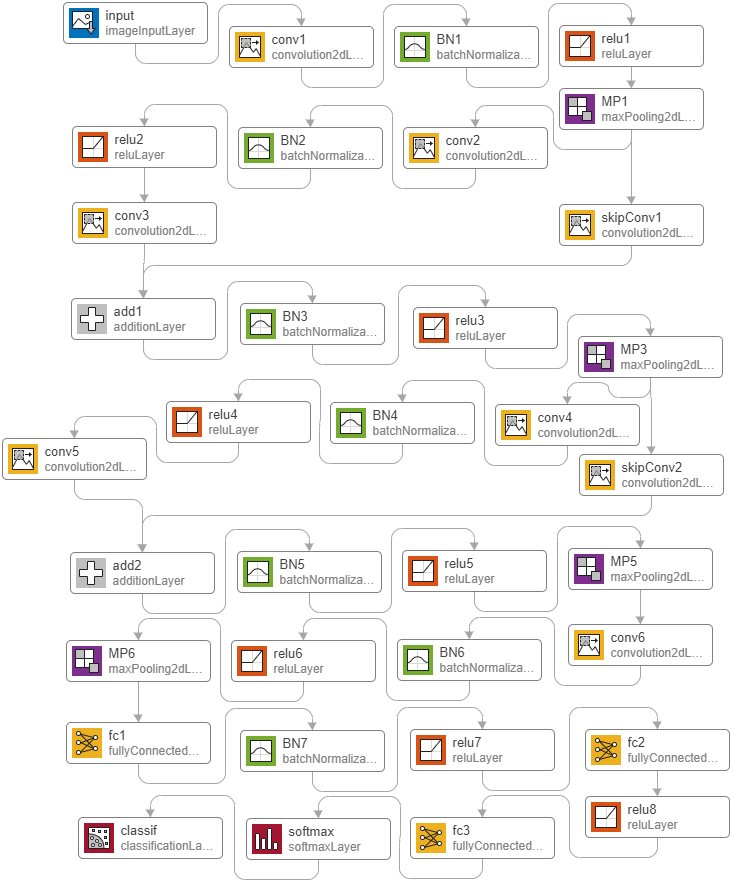 input
imageInputLayer
conv1
convolution2dL...
BN1
batchNormaliza...
relu1
reluLayer
MP1
maxPooling2dL...
relu2
reluLayer
BN2
batchNormaliza...
conv2
convolution2dL...
conv3
convolution2dL...
skipConv1
convolution2dL...
add1
additionLayer
BN3
batchNormaliza...
relu3
reluLayer
MP3
maxPooling2dL...
relu4
reluLayer
BN4
batchNormaliza...
conv4
convolution2dL...
conv5
convolution2dL...
skipConv2
convolution2dL...
add2
additionLayer
BN5
batchNormaliza...
relu5
reluLayer
MP5
maxPooling2dL...
MP6
maxPooling2dL...
relu6
reluLayer
BN6
batchNormaliza...
conv6
convolution2dL...
fc1
fullyConnected...
BN7
batchNormaliza...
relu7
reluLayer
fc2
fullyConnected...
classif
classificationLa...
softmax
softmaxLayer
fc3
fullyConnected...
relu8
reluLayer